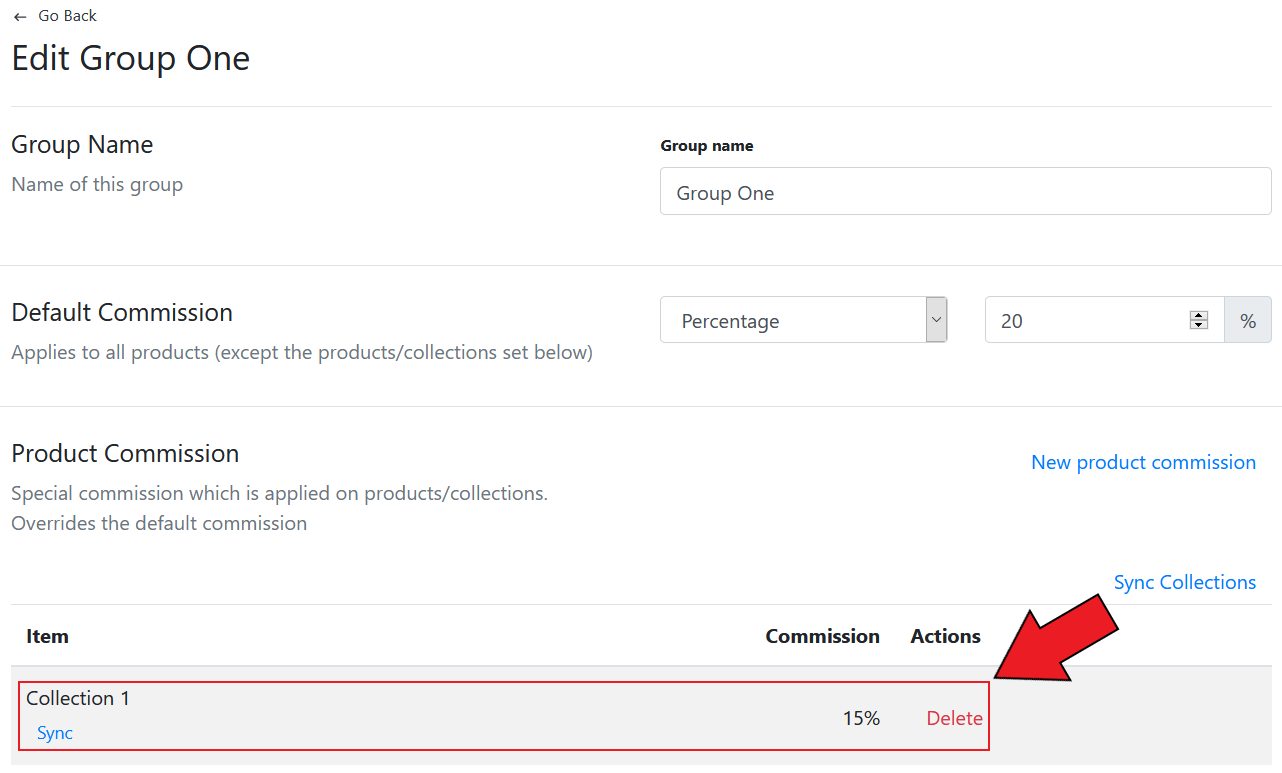 ← Go Back
Edit Group One
Group Name
Group name
Name of this group
Group One
Default Commission
Percentage
20
%
Applies to all products (except the products/collections set below)
Product Commission
New product commission
Special commission which is applied on products/collections.
Overrides the default commission
Sync Collections
Item Commission Actions
Collection 1
15% Delete
Sync